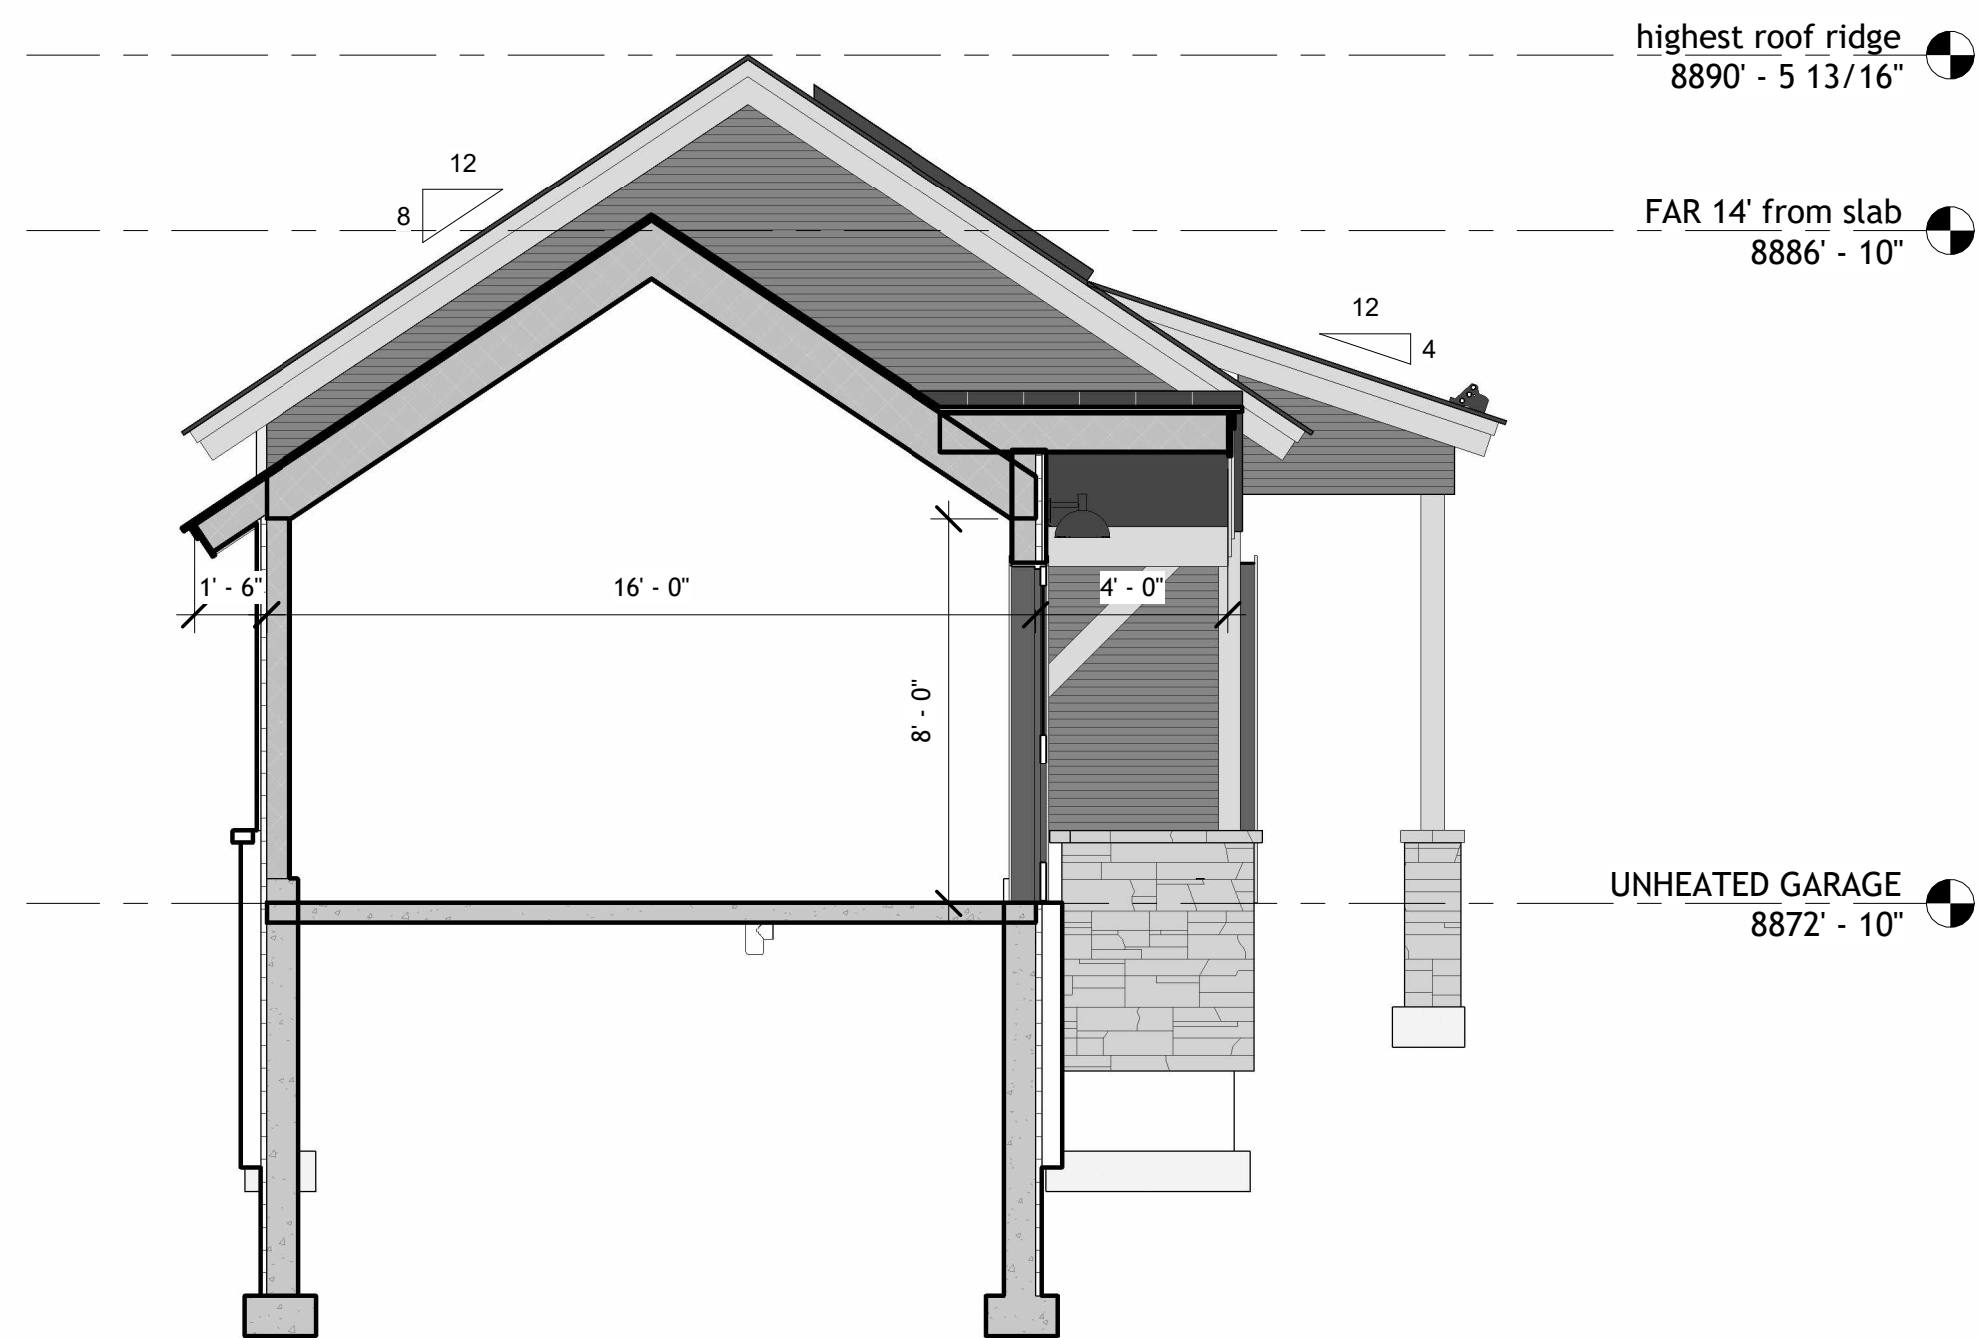 highest roof ridge
8890' - 5 13/16"
12
8
FAR 14' from slab
8886' - 10"
12
4
1' - 6"
16' - 0"
4' - 0"
8' - 0"
UNHEATED GARAGE
8872' - 10"